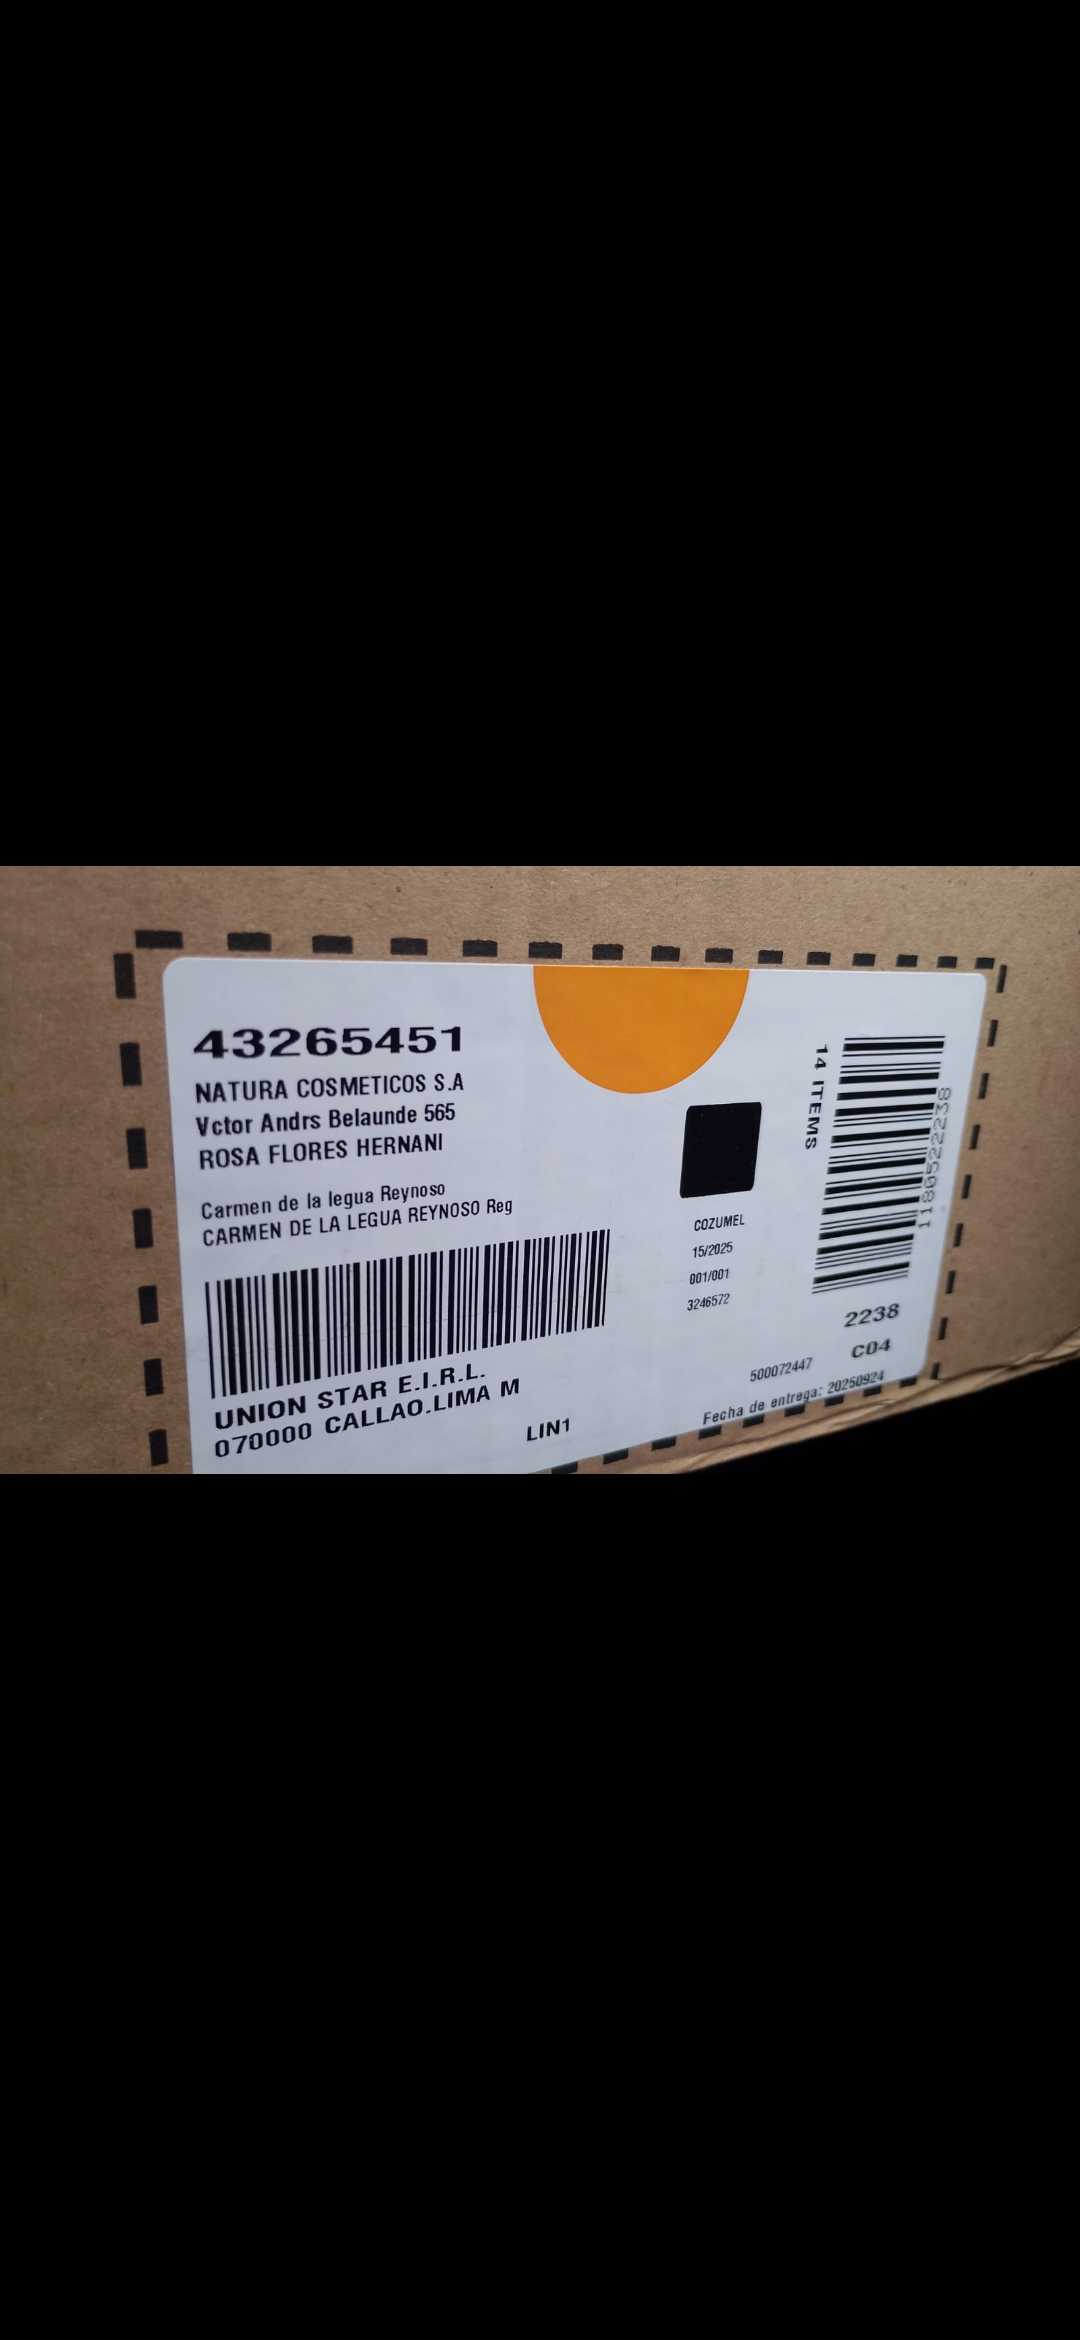 43265451
NATURA COSMETICOS S.A
Vctor Andrs Belaunde 565
ROSA FLORES HERNANI
Carmen de la legua Reynoso
CARMEN DE LA LEGUA REYNOSO Reg
UNION STAR E.I.R.L.
070000 CALLAO.LIMA M
LIN1
COZUMEL
15/2025
001/001
3246572
14 ITEMS
1180522238
2238
C04
500072447
Fecha de entrega: 20250924